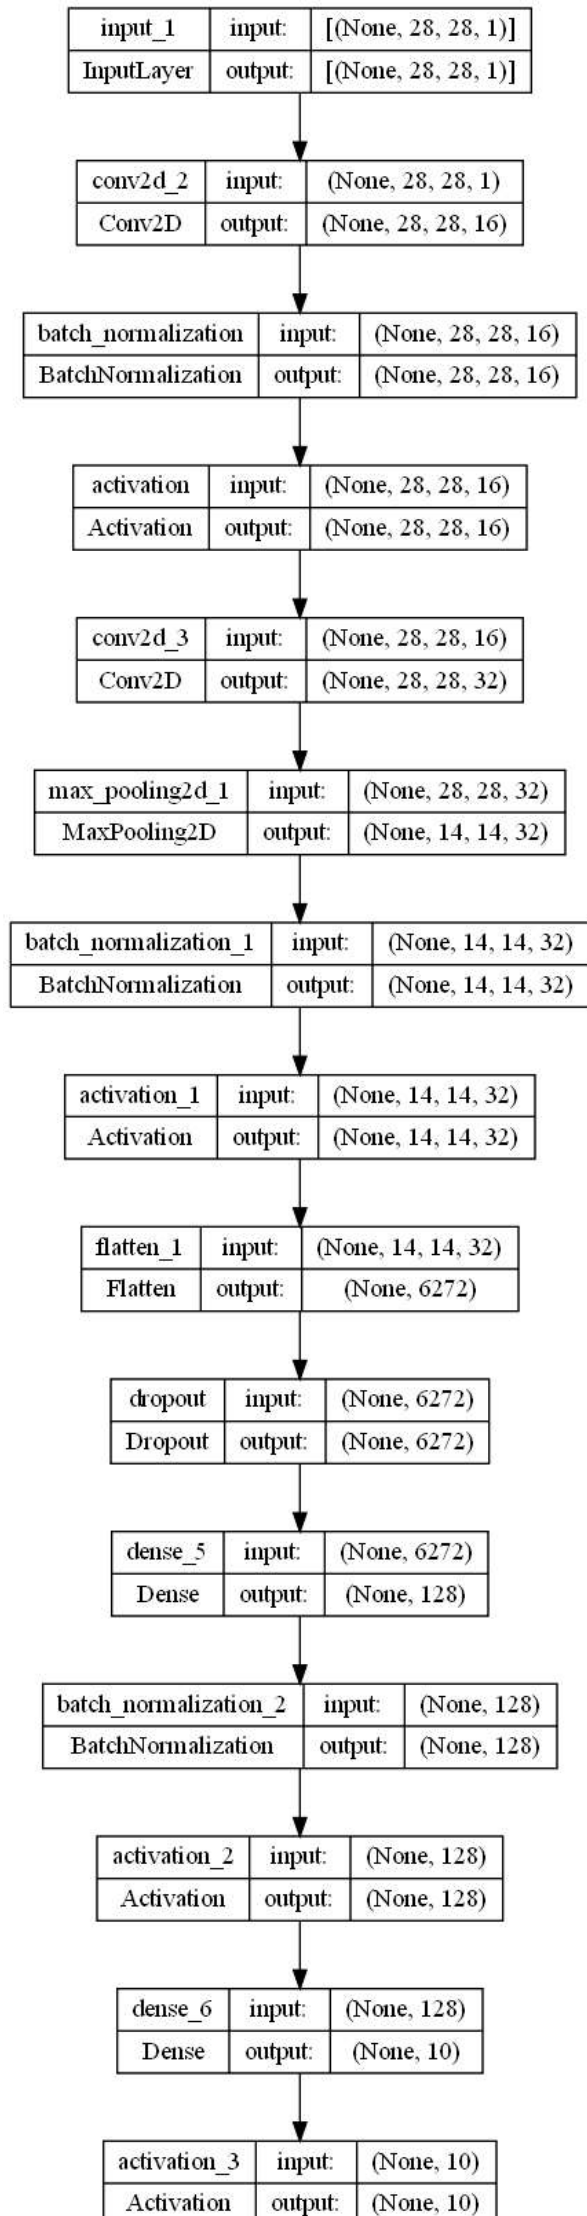 input_1 input: [(None, 28, 28, 1)]
InputLayer output: [(None, 28, 28, 1)]
conv2d_2 input: (None, 28, 28, 1)
Conv2D output: (None, 28, 28, 16)
batch_normalization input: (None, 28, 28, 16)
BatchNormalization output: (None, 28, 28, 16)
activation input: (None, 28, 28, 16)
Activation output: (None, 28, 28, 16)
conv2d_3 input: (None, 28, 28, 16)
Conv2D output: (None, 28, 28, 32)
max_pooling2d_1 input: (None, 28, 28, 32)
MaxPooling2D output: (None, 14, 14, 32)
batch_normalization_1 input: (None, 14, 14, 32)
BatchNormalization output: (None, 14, 14, 32)
activation_1 input: (None, 14, 14, 32)
Activation output: (None, 14, 14, 32)
flatten_1 input: (None, 14, 14, 32)
Flatten output: (None, 6272)
dropout input: (None, 6272)
Dropout output: (None, 6272)
dense_5 input: (None, 6272)
Dense output: (None, 128)
batch_normalization_2 input: (None, 128)
BatchNormalization output: (None, 128)
activation_2 input: (None, 128)
Activation output: (None, 128)
dense_6 input: (None, 128)
Dense output: (None, 10)
activation_3 input: (None, 10)
Activation output: (None, 10)